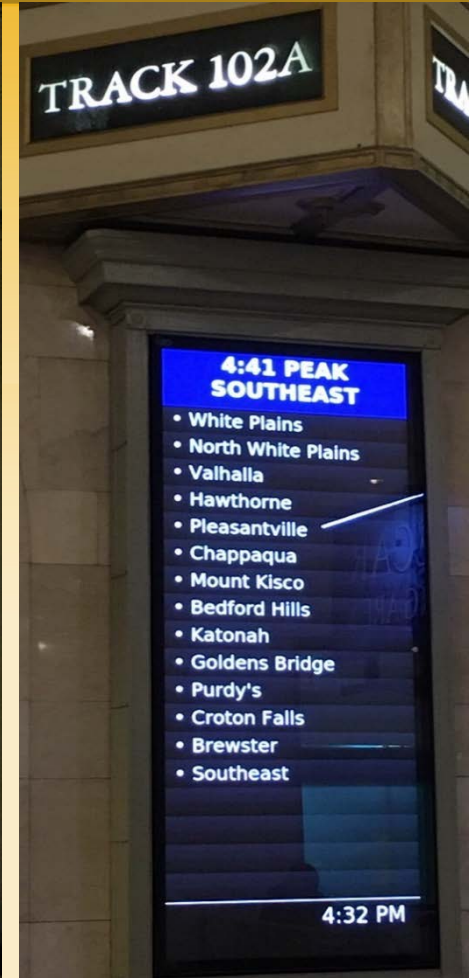 TRACK 102A
TRA
4:41 PEAK
SOUTHEAST
• White Plains
• North White Plains
• Valhalla
• Hawthorne
• Pleasantville
• Chappaqua
• Mount Kisco
• Bedford Hills
• Katonah
• Goldens Bridge
• Purdy's
• Croton Falls
• Brewster
• Southeast
4:32 PM